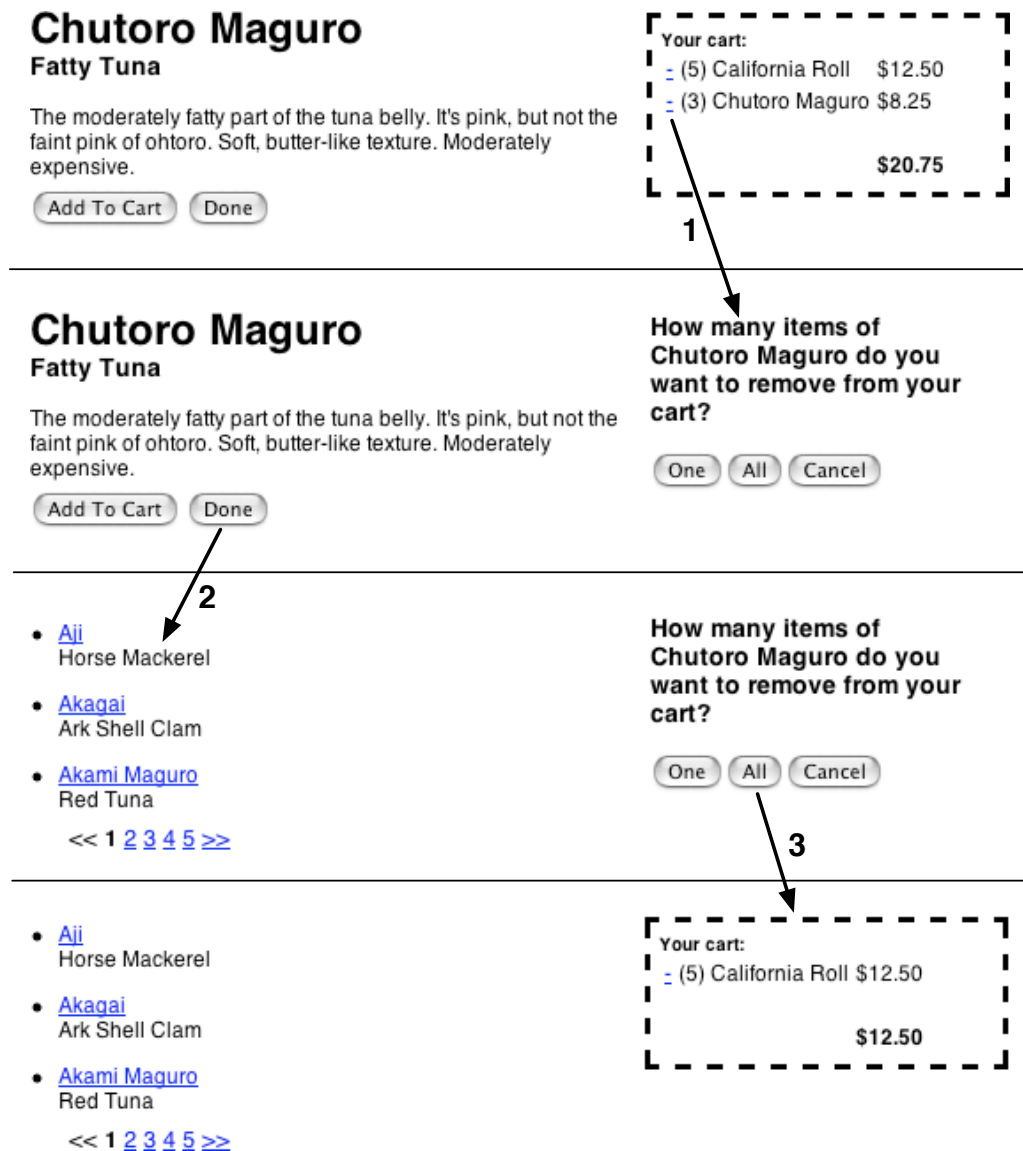 Chutoro Maguro
Fatty Tuna
The moderately fatty part of the tuna belly. It's pink, but not the
faint pink of ohtoro. Soft, butter-like texture. Moderately
expensive.
Add To Cart Done
Your cart:
- (5) California Roll $12.50
- (3) Chutoro Maguro $8.25
$20.75
1
Chutoro Maguro
Fatty Tuna
The moderately fatty part of the tuna belly. It's pink, but not the
faint pink of ohtoro. Soft, butter-like texture. Moderately
expensive.
Add To Cart Done
How many items of
Chutoro Maguro do you
want to remove from your
cart?
One All Cancel
2
• Aji
Horse Mackerel
• Akagai
Ark Shell Clam
• Akami Maguro
Red Tuna
<< 1 2 3 4 5 >>
How many items of
Chutoro Maguro do you
want to remove from your
cart?
One All Cancel
3
• Aji
Horse Mackerel
• Akagai
Ark Shell Clam
• Akami Maguro
Red Tuna
<< 1 2 3 4 5 >>
Your cart:
- (5) California Roll $12.50
$12.50